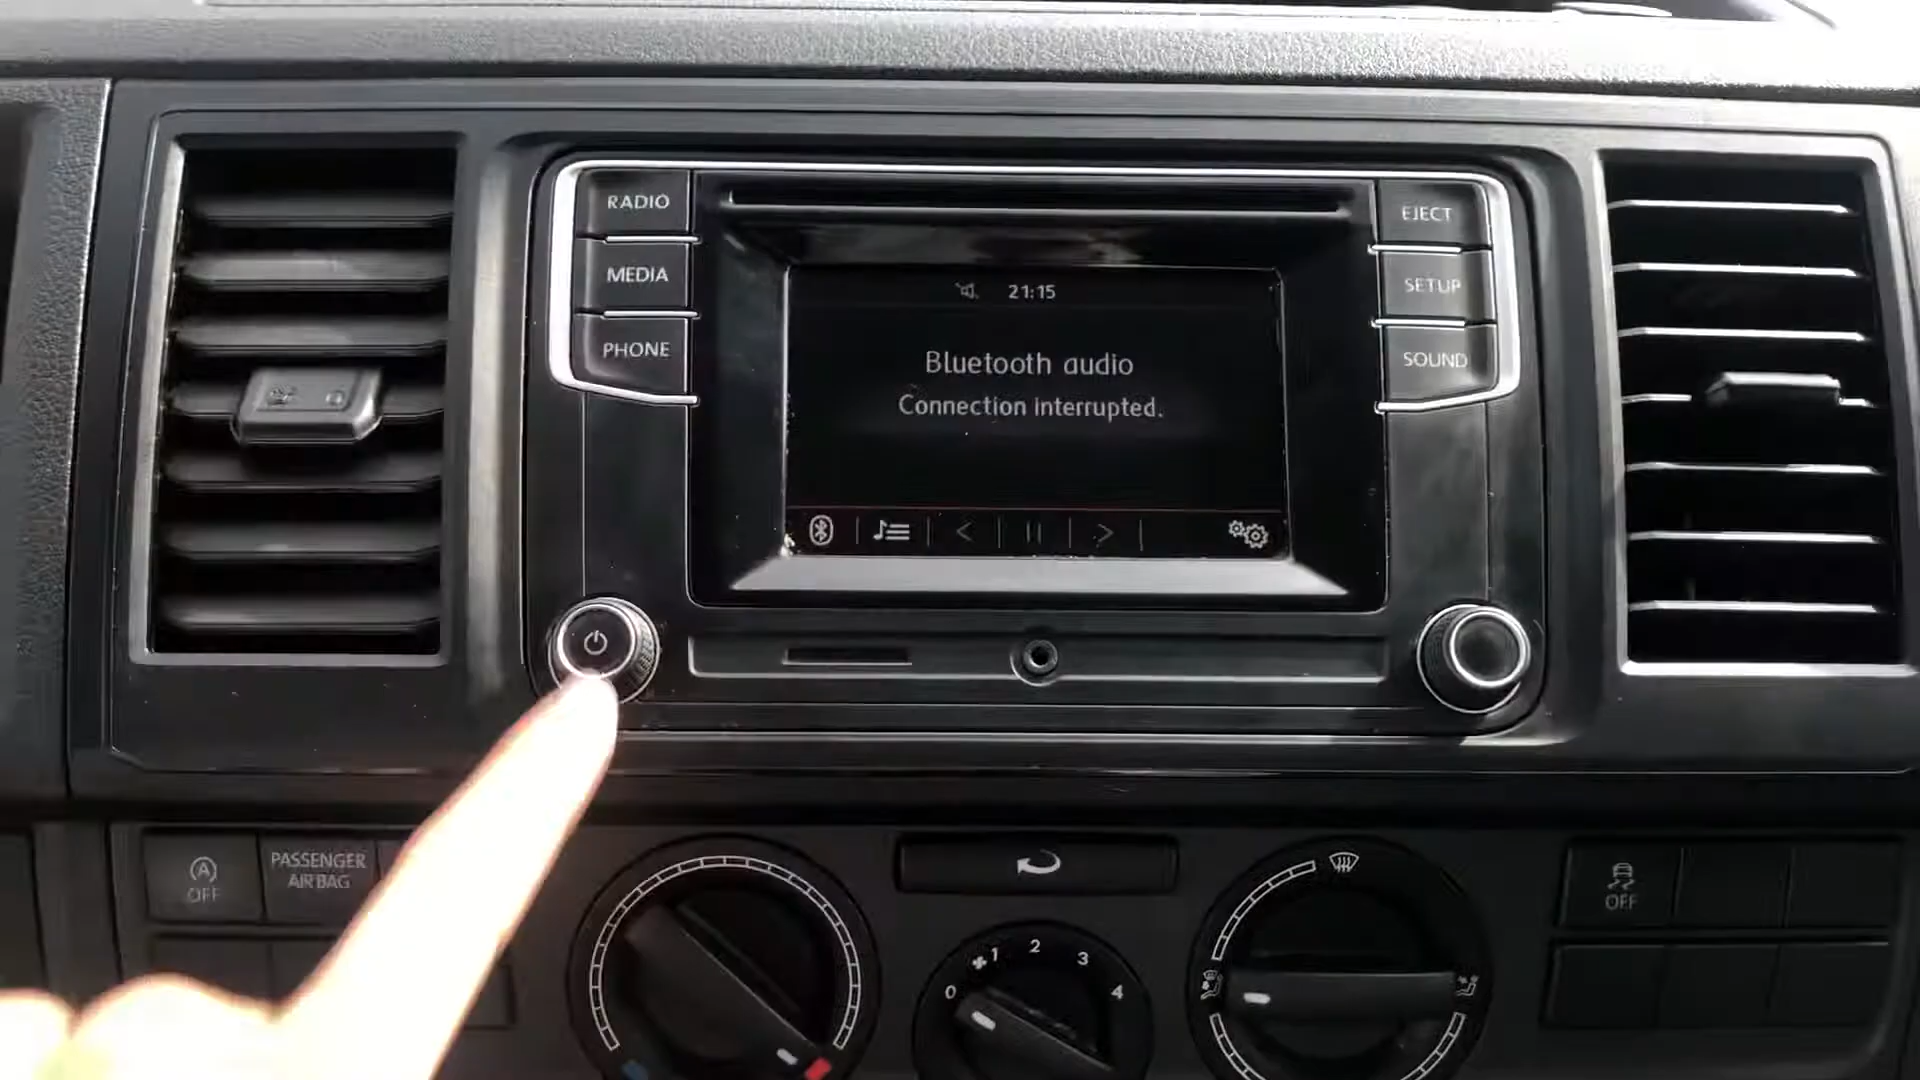 RADIO
MEDIA
PHONE
EJECT
SETUP
SOUND
21:15
Bluetooth audio
Connection interrupted.
A
OFF
PASSENGER
AIR BAG
0 1 2 3 4
OFF